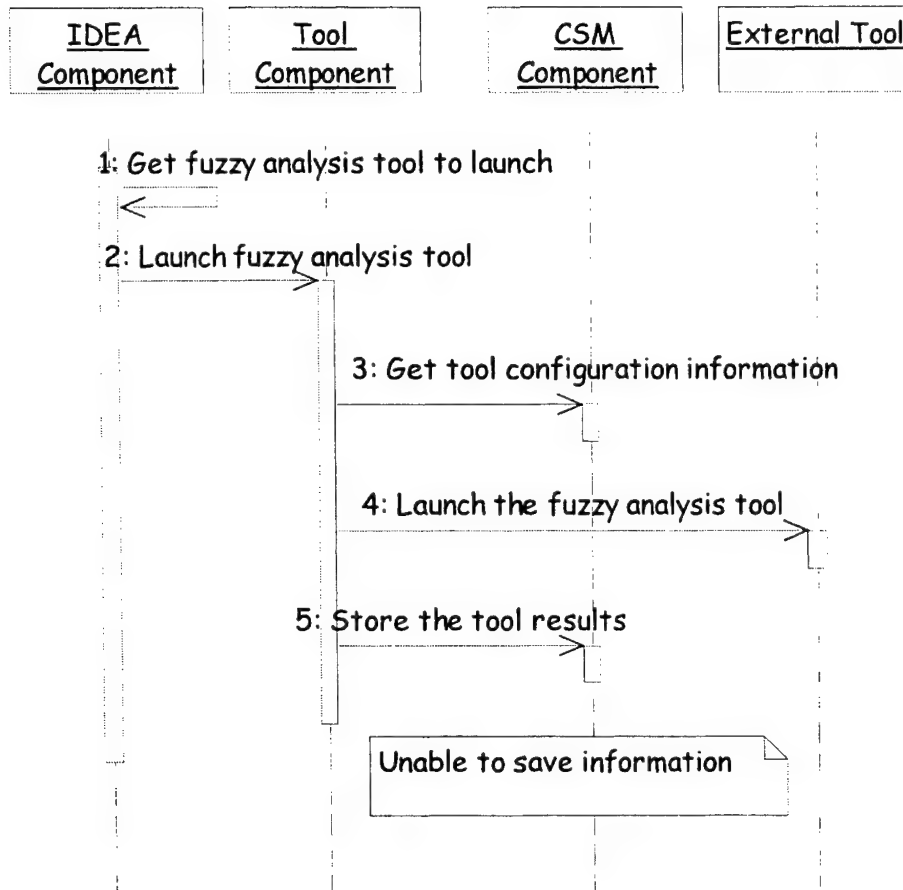 IDEA
Component
Tool
Component
CSM
Component
External Tool
1: Get fuzzy analysis tool to launch
2: Launch fuzzy analysis tool
3: Get tool configuration information
4: Launch the fuzzy analysis tool
5: Store the tool results
Unable to save information